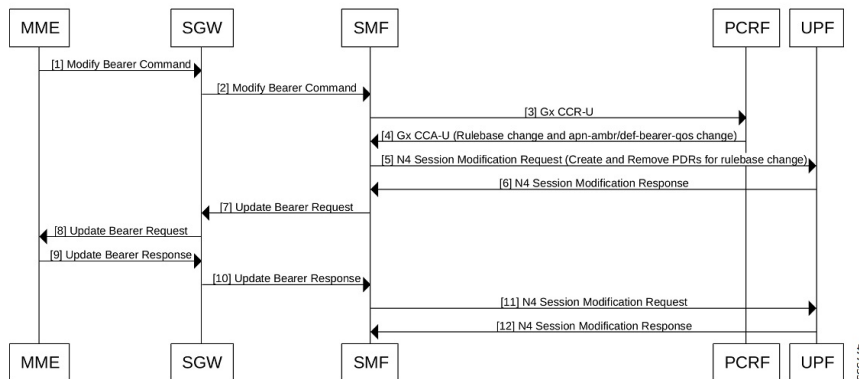 MME SGW SMF PCRF UPF
[1] Modify Bearer Command
[2] Modify Bearer Command
[3] Gx CCR-U
[4] Gx CCA-U (Rulebase change and apn-ambr/def-bearer-qos change)
[5] N4 Session Modification Request (Create and Remove PDRs for rulebase change)
[6] N4 Session Modification Response
[7] Update Bearer Request
[8] Update Bearer Request
[9] Update Bearer Response
[10] Update Bearer Response
[11] N4 Session Modification Request
[12] N4 Session Modification Response
MME SGW SMF PCRF UPF